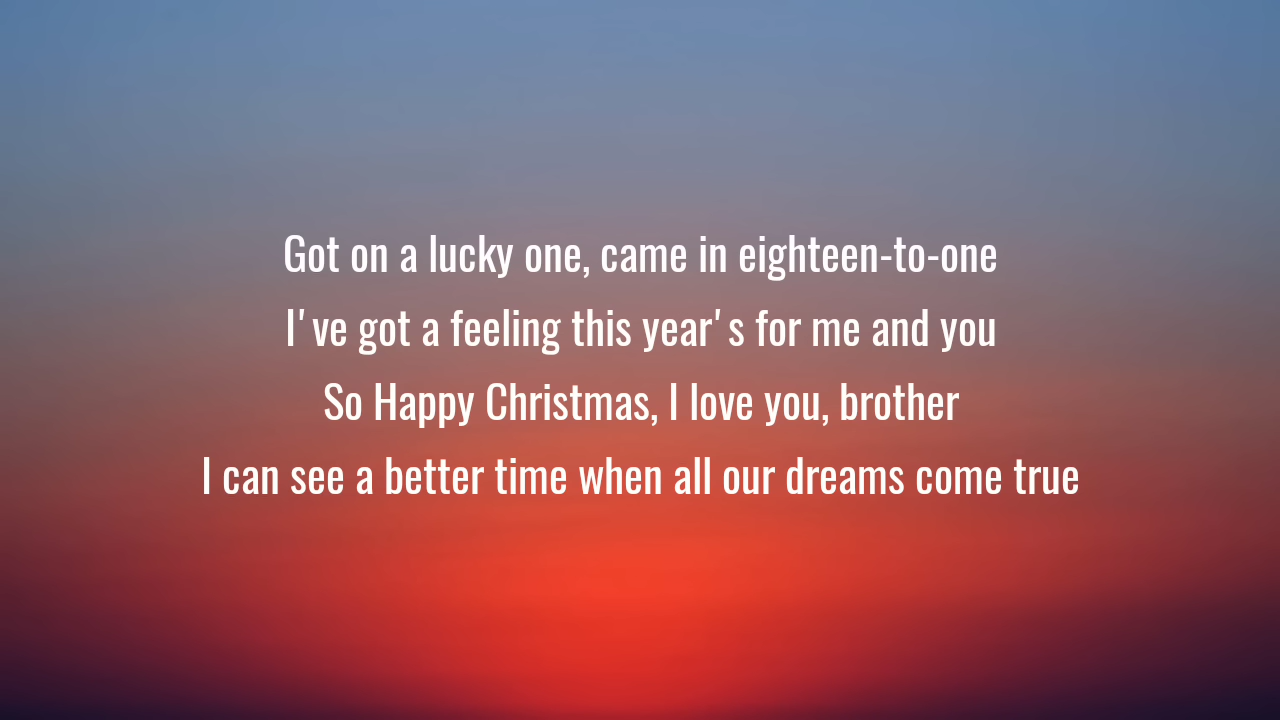 Got on a lucky one, came in eighteen-to-one
I've got a feeling this year's for me and you
So Happy Christmas, I love you, brother
I can see a better time when all our dreams come true